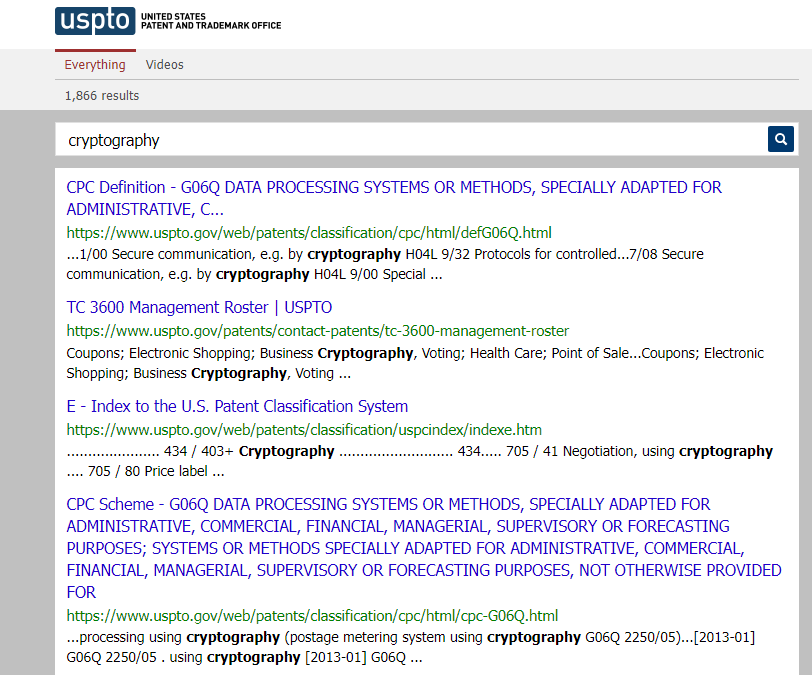 uspto UNITED STATES
PATENT AND TRADEMARK OFFICE
Everything Videos
1,866 results
cryptography
CPC Definition - G06Q DATA PROCESSING SYSTEMS OR METHODS, SPECIALLY ADAPTED FOR
ADMINISTRATIVE, C...
https://www.uspto.gov/web/patents/classification/cpc/html/defG06Q.html
...1/00 Secure communication, e.g. by cryptography H04L 9/32 Protocols for controlled...7/08 Secure
communication, e.g. by cryptography H04L 9/00 Special ...
TC 3600 Management Roster | USPTO
https://www.uspto.gov/patents/contact-patents/tc-3600-management-roster
Coupons; Electronic Shopping; Business Cryptography, Voting; Health Care; Point of Sale...Coupons; Electronic
Shopping; Business Cryptography, Voting ...
E - Index to the U.S. Patent Classification System
https://www.uspto.gov/web/patents/classification/uspcindex/indexe.htm
...................... 434 / 403+ Cryptography ........................... 434..... 705 / 41 Negotiation, using cryptography
.... 705 / 80 Price label ...
CPC Scheme - G06Q DATA PROCESSING SYSTEMS OR METHODS, SPECIALLY ADAPTED FOR
ADMINISTRATIVE, COMMERCIAL, FINANCIAL, MANAGERIAL, SUPERVISORY OR FORECASTING
PURPOSES; SYSTEMS OR METHODS SPECIALLY ADAPTED FOR ADMINISTRATIVE, COMMERCIAL,
FINANCIAL, MANAGERIAL, SUPERVISORY OR FORECASTING PURPOSES, NOT OTHERWISE PROVIDED
FOR
https://www.uspto.gov/web/patents/classification/cpc/html/cpc-G06Q.html
...processing using cryptography (postage metering system using cryptography G06Q 2250/05)...[2013-01]
G06Q 2250/05 . using cryptography [2013-01] G06Q ...